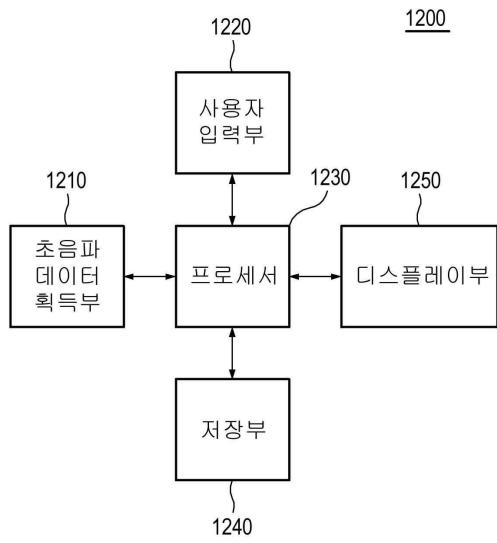 1200
1220
사용자
입력부
1210
1230
1250
초음파
데이터
획득부
프로세서
디스플레이부
저장부
1240